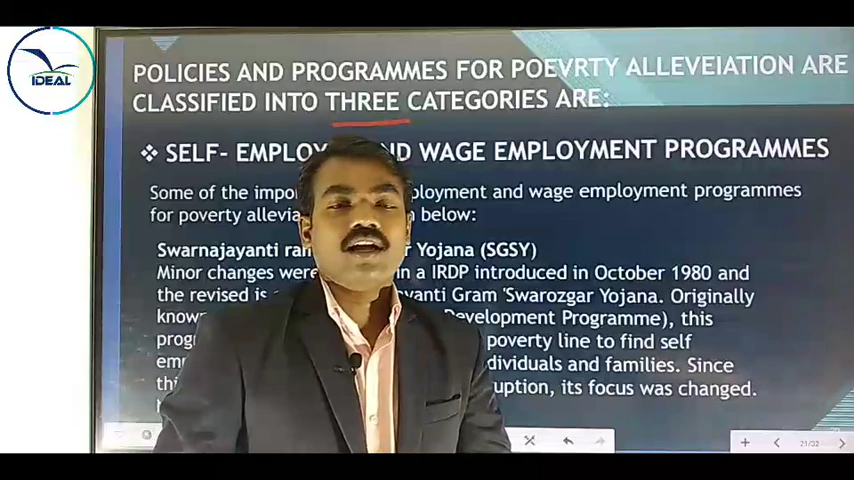 IDEAL
POLICIES AND PROGRAMMES FOR POEVRTY ALLEVEIATION ARE
CLASSIFIED INTO THREE CATEGORIES ARE:
❖ SELF- EMPLOY ND WAGE EMPLOYMENT PROGRAMMES
Some of the impo ployment and wage employment programmes
for poverty allevia n below:
Swarnajayanti ra r Yojana (SGSY)
Minor changes were in a IRDP introduced in October 1980 and
the revised is a yanti Gram 'Swarozgar Yojana. Originally
know Development Programme), this
prog poverty line to find self
em dividuals and families. Since
thi uption, its focus was changed.
21/32